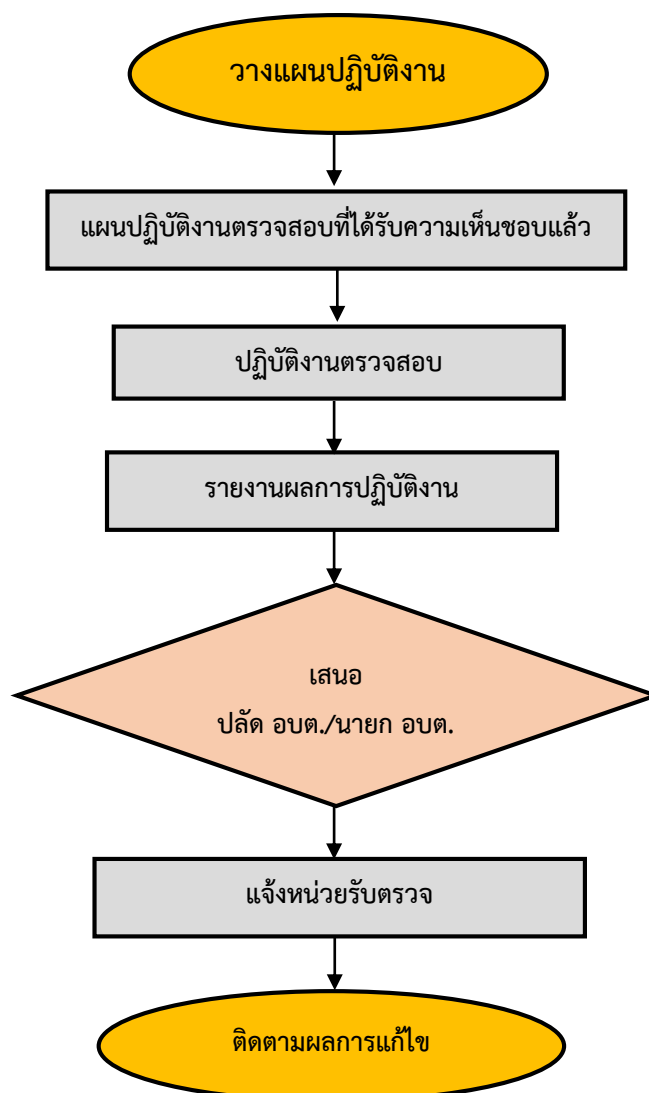 วางแผนปฏิบัติงาน
แผนปฏิบัติงานตรวจสอบที่ได้รับความเห็นชอบแล้ว
ปฏิบัติงานตรวจสอบ
รายงานผลการปฏิบัติงาน
เสนอ
ปลัด อบต./นายก อบต.
แจ้งหน่วยรับตรวจ
ติดตามผลการแก้ไข